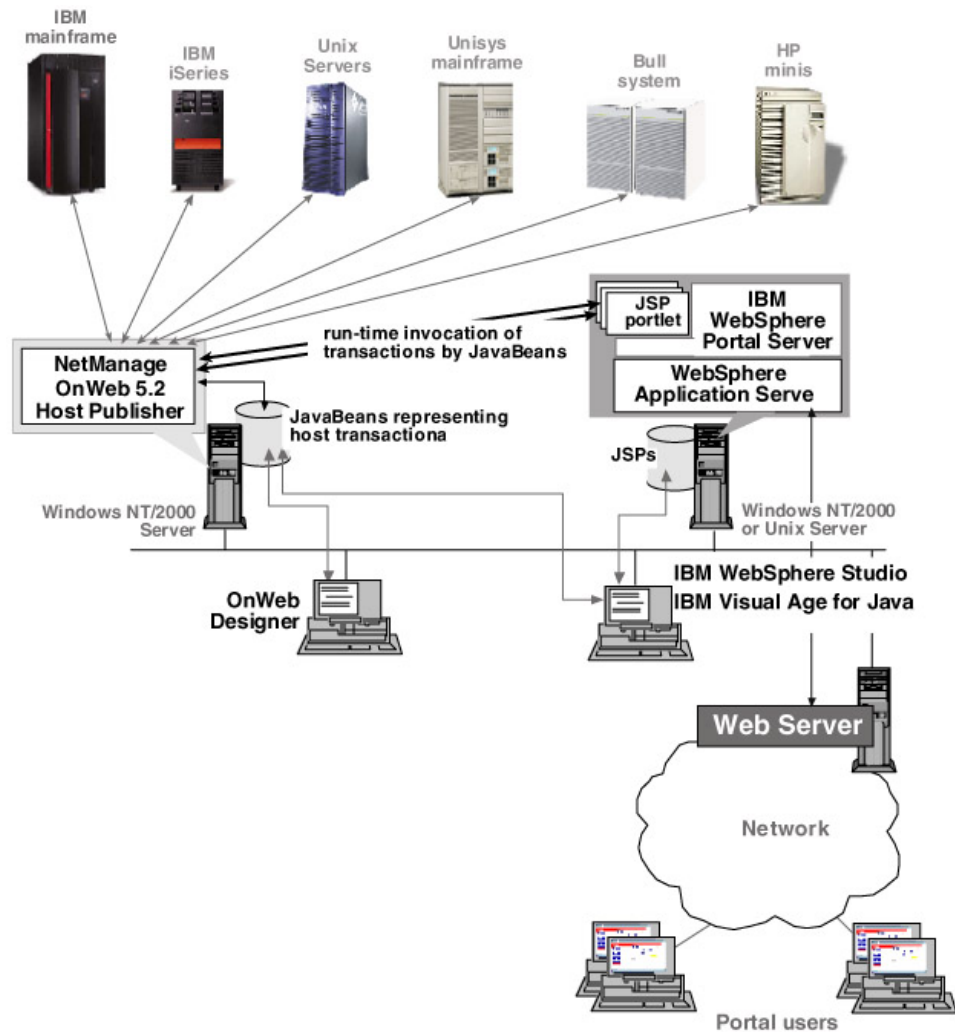 IBM
mainframe
IBM
iSeries
Unix
Servers
Unisys
mainframe
Bull
system
HP
minis
JSP
portlet
IBM
WebSphere
Portal Server
run-time invocation of
transactions by JavaBeans
NetManage
OnWeb 5.2
Host Publisher
WebSphere
Application Serve
JavaBeans representing
host transactiona
JSPs
Windows NT/2000
Server
Windows NT/2000
or Unix Server
OnWeb
Designer
IBM WebSphere Studio
IBM Visual Age for Java
Web Server
Network
Portal users